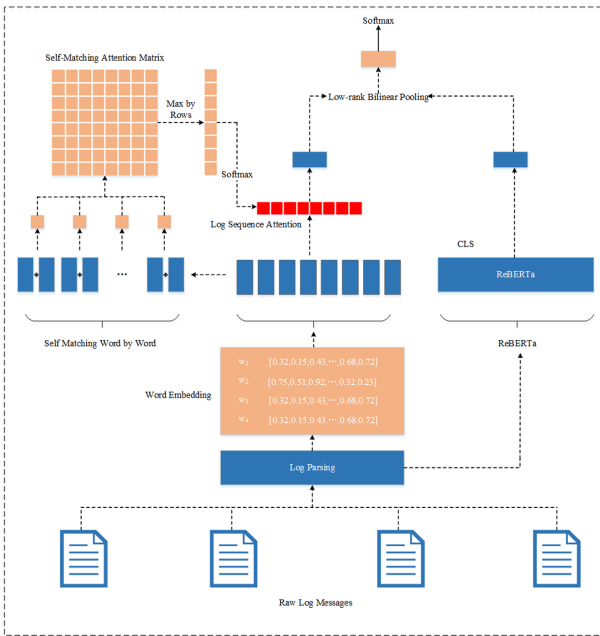 Softmax
Self-Matching Attention Matrix
Max by
Rows
Low-rank Bilinear Pooling
Softmax
Log Sequence Attention
CLS
ReBERTa
+
+
...
+
Self Matching Word by Word
ReBERTa
Word Embedding
W1 [0.32,0.15,0.43,···,0.68,0.72]
W2 [0.75,0.51,0.92,···,0.32,0.23]
W3 [0.32,0.15,0.43,···,0.68,0.72]
W4 [0.32,0.15,0.43,···,0.68,0.72]
Log Parsing
Raw Log Messages